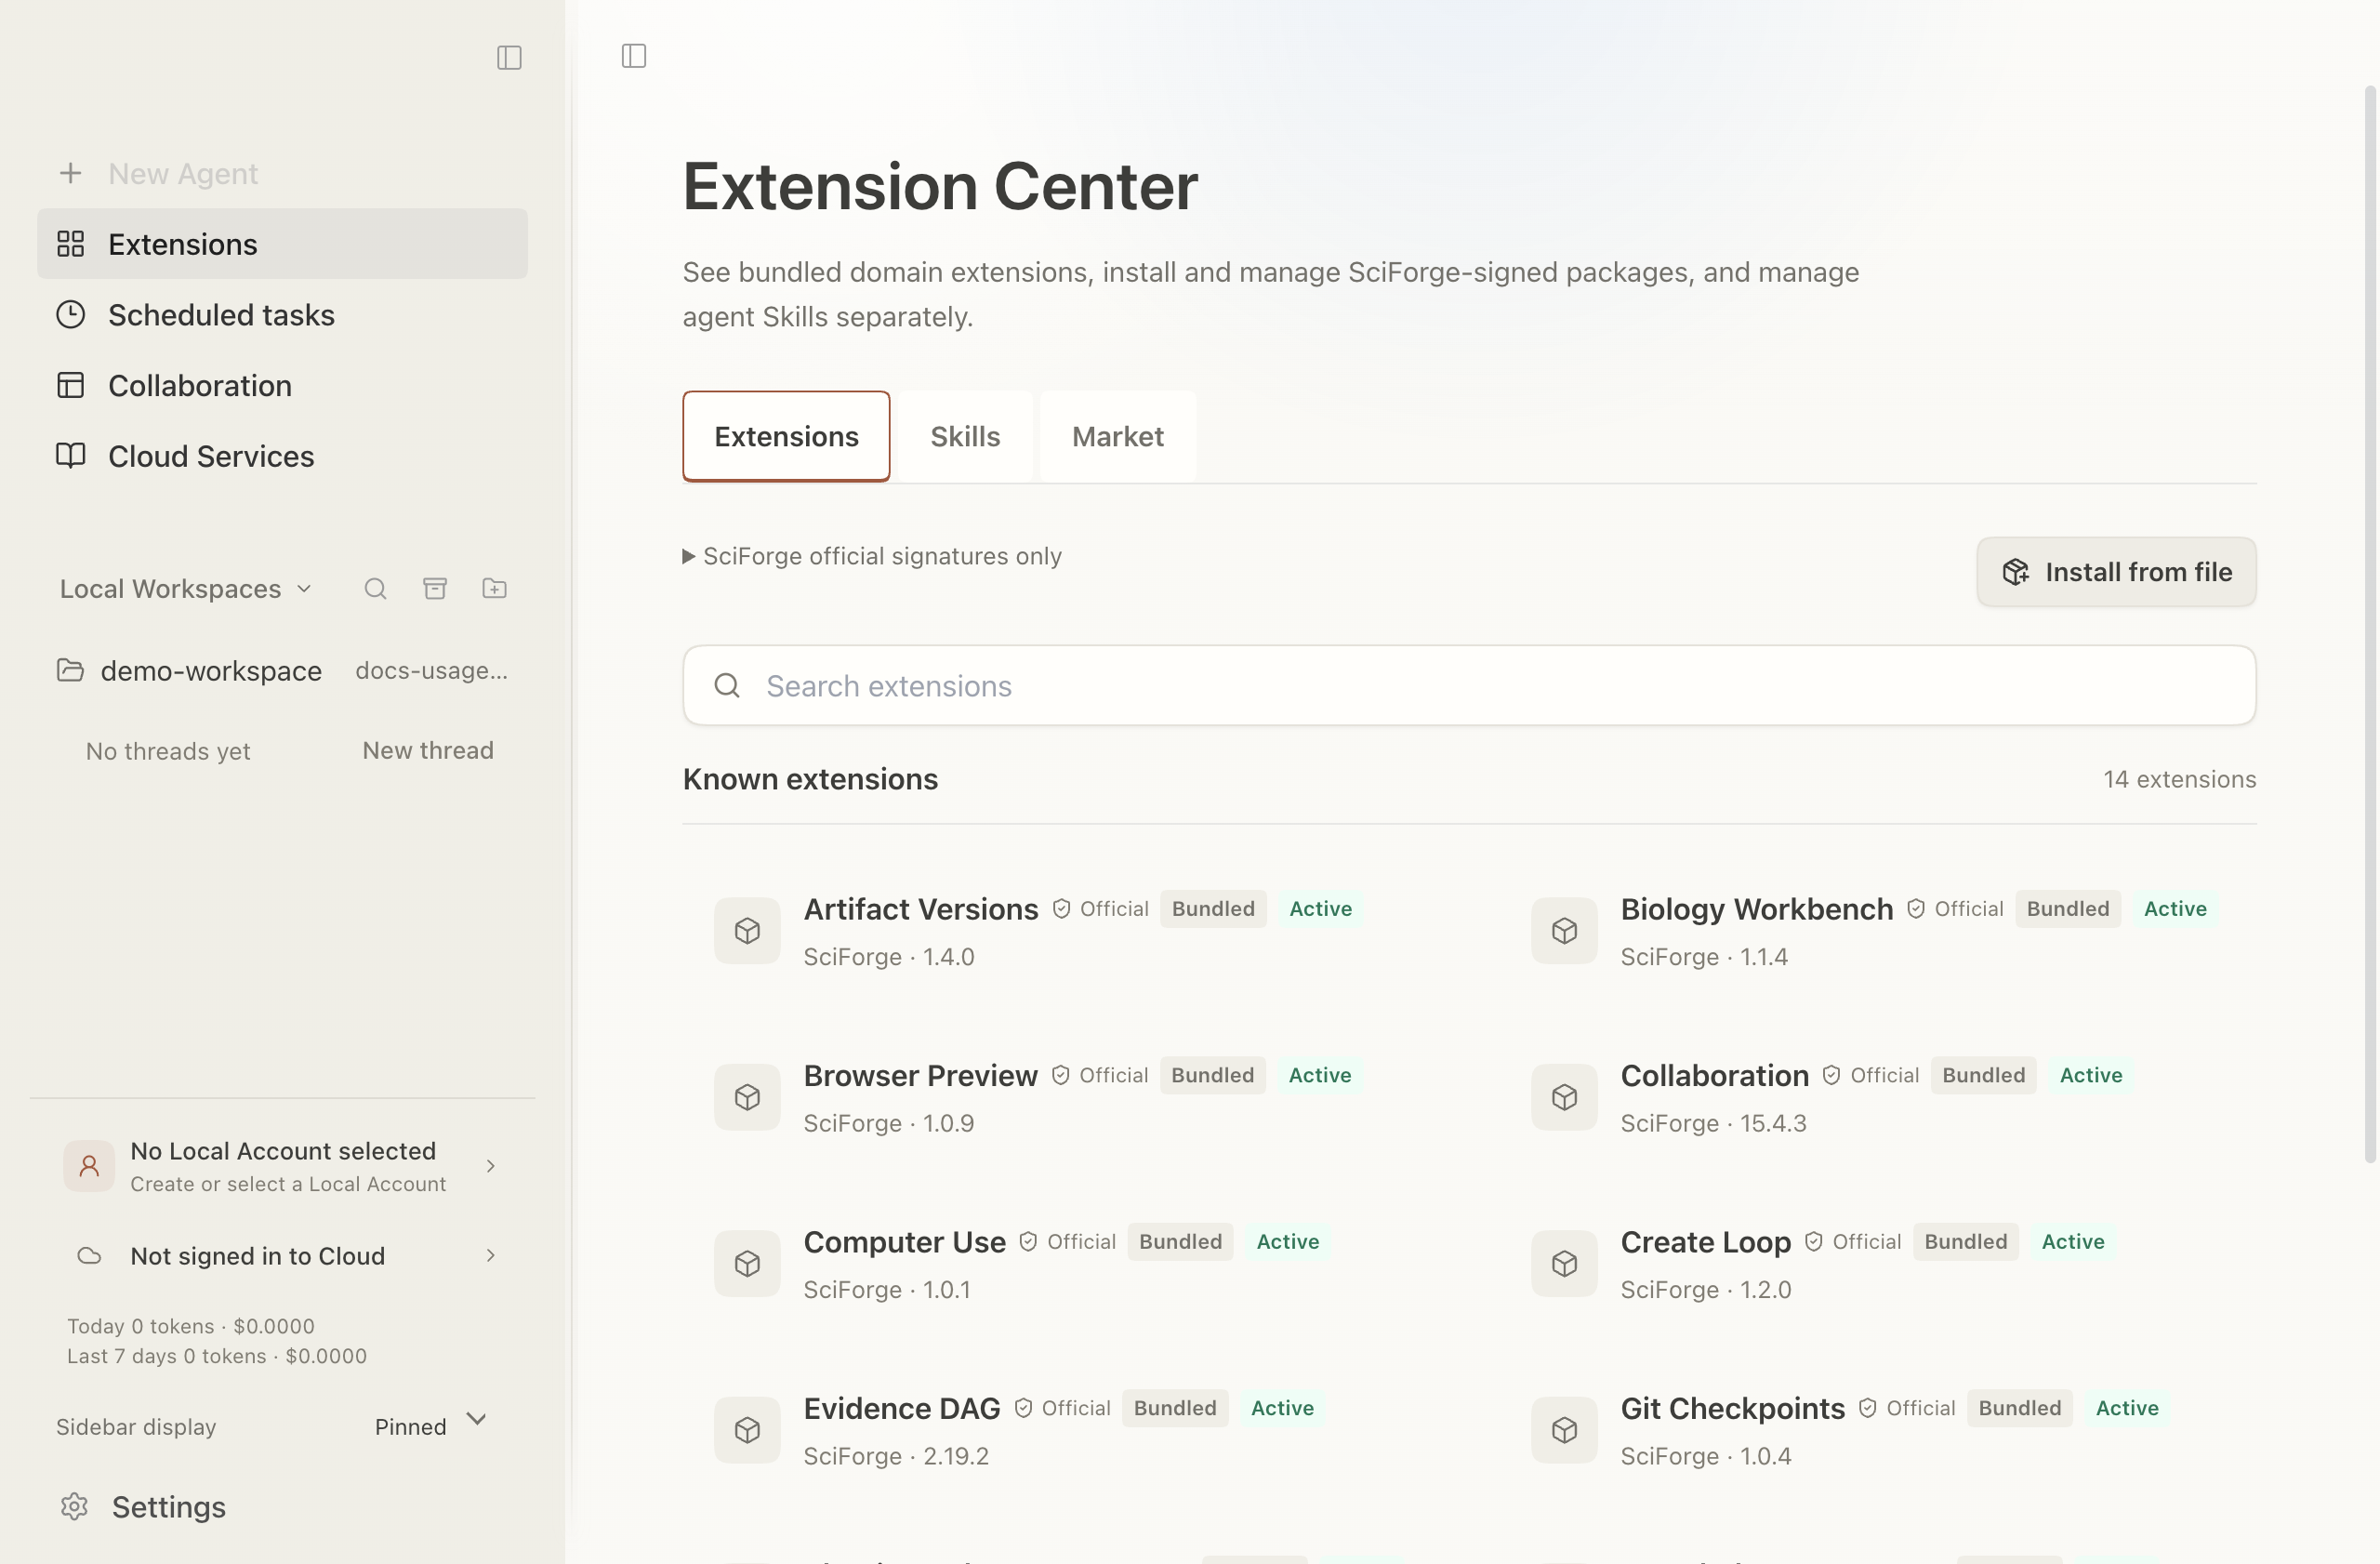 New Agent
Extensions
Scheduled tasks
Collaboration
Cloud Services
Local Workspaces
demo-workspace docs-usage...
No threads yet New thread
No Local Account selected
Create or select a Local Account
Not signed in to Cloud
Today 0 tokens · $0.0000
Last 7 days 0 tokens · $0.0000
Sidebar display Pinned
Settings
Extension Center
See bundled domain extensions, install and manage SciForge-signed packages, and manage
agent Skills separately.
Extensions Skills Market
SciForge official signatures only
Install from file
Search extensions
Known extensions 14 extensions
Artifact Versions Official Bundled Active
SciForge · 1.4.0
Biology Workbench Official Bundled Active
SciForge · 1.1.4
Browser Preview Official Bundled Active
SciForge · 1.0.9
Collaboration Official Bundled Active
SciForge · 15.4.3
Computer Use Official Bundled Active
SciForge · 1.0.1
Create Loop Official Bundled Active
SciForge · 1.2.0
Evidence DAG Official Bundled Active
SciForge · 2.19.2
Git Checkpoints Official Bundled Active
SciForge · 1.0.4